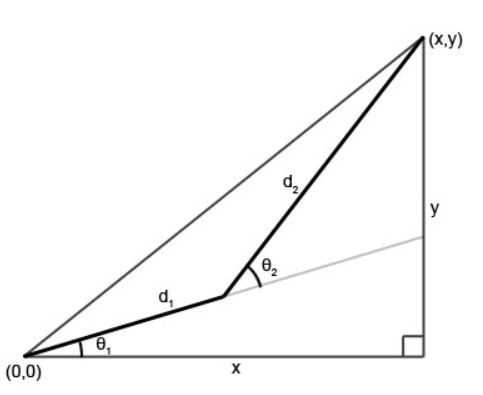 (x,y)
d₂
y
θ₂
d₁
θ₁
(0,0)
x